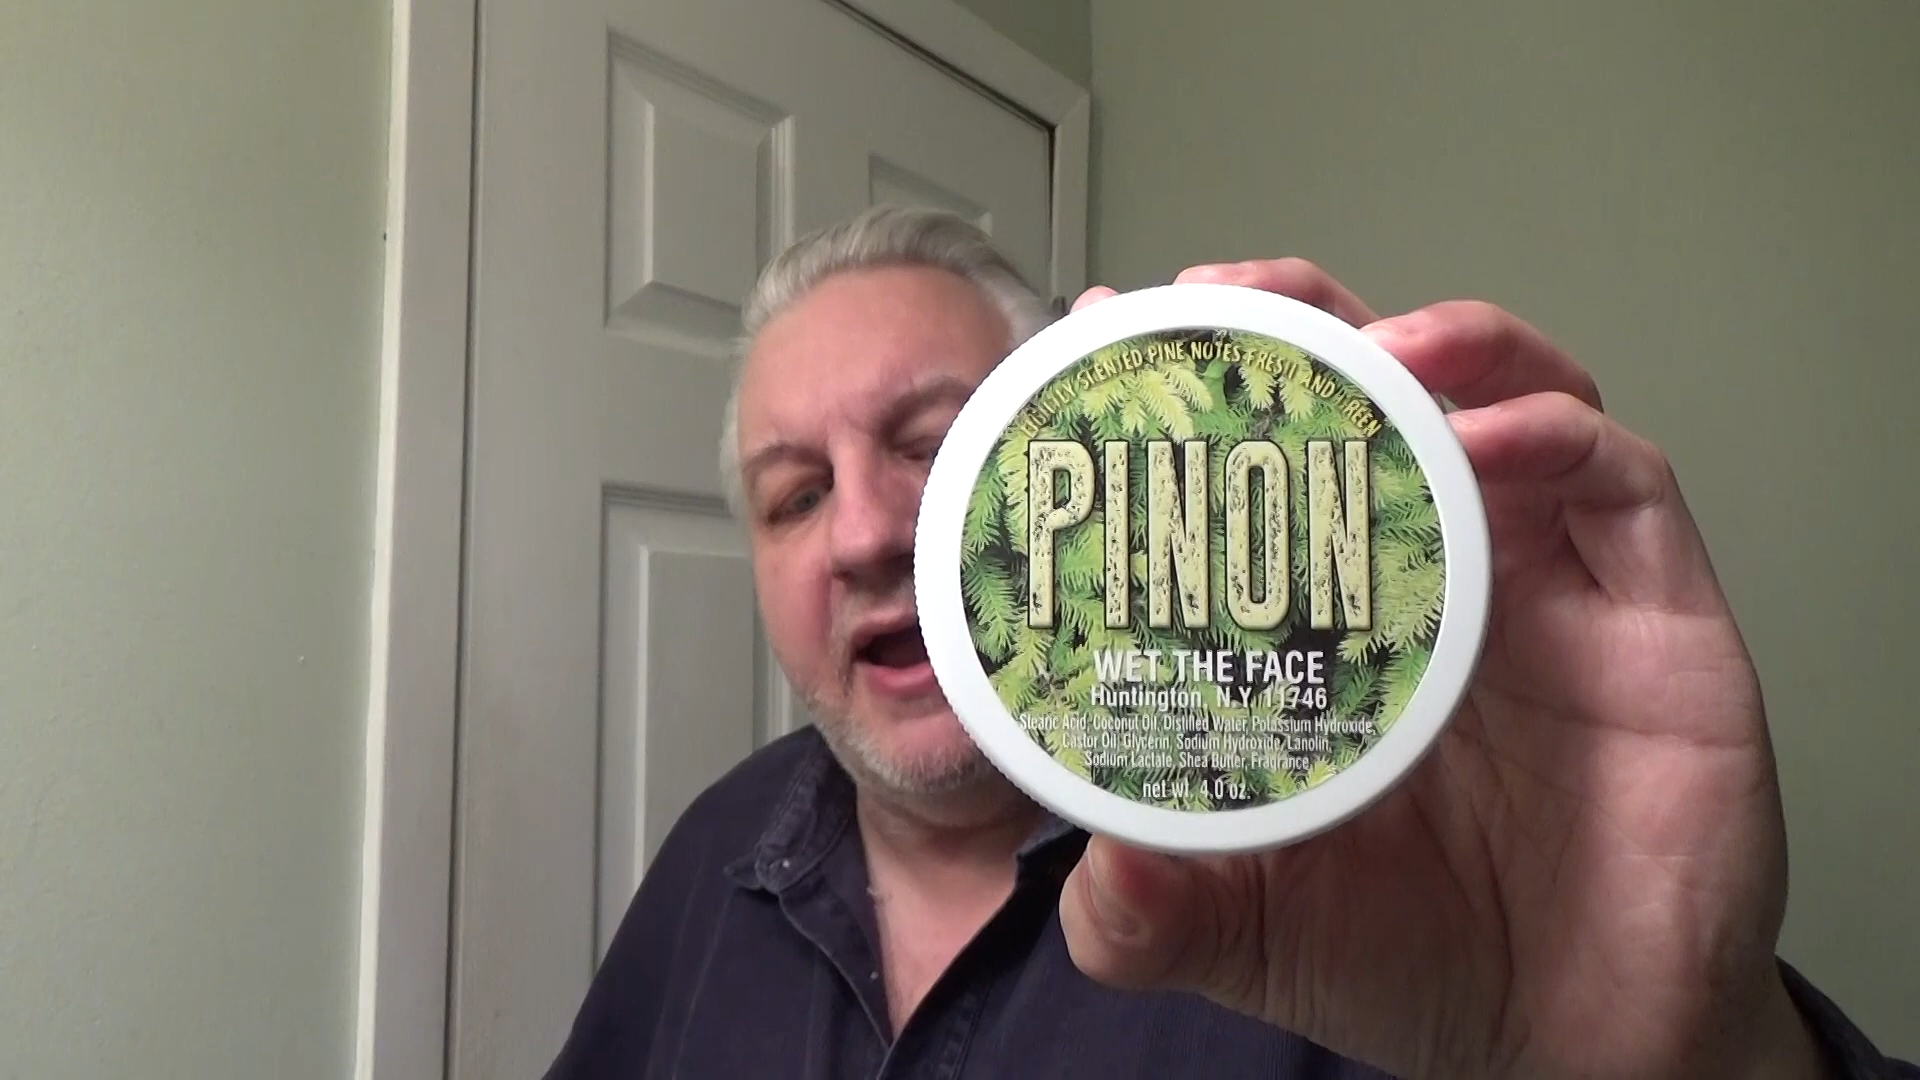 LIGHTLY SCENTED PINE NOTES-FRESH AND GREEN
PINON
WET THE FACE
Huntington, N.Y. 11746
Stearic Acid, Coconut Oil, Distilled Water, Potassium Hydroxide,
Castor Oil, Glycerin, Sodium Hydroxide, Lanolin,
Sodium Lactate, Shea Butter, Fragrance
net wt. 4.0 oz.